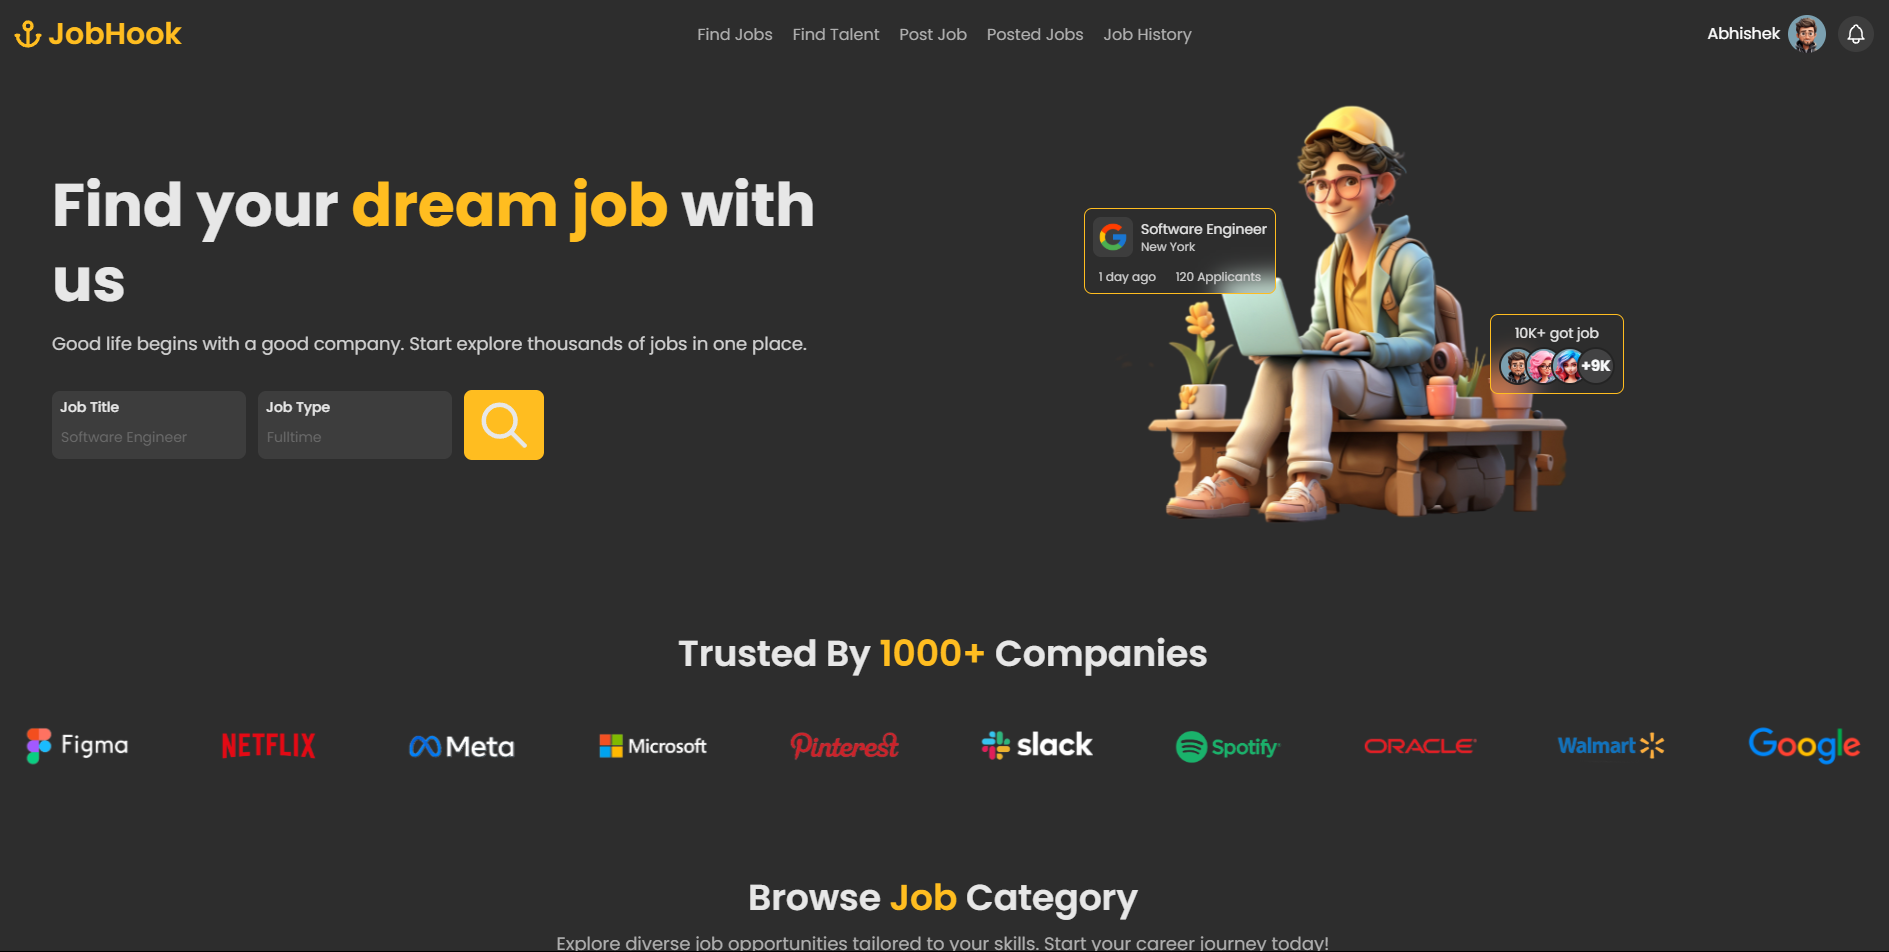 JobHook
Find Jobs Find Talent Post Job Posted Jobs Job History
Abhishek
Find your dream job with
us
Good life begins with a good company. Start explore thousands of jobs in one place.
Job Title
Software Engineer
Job Type
Fulltime
Software Engineer
New York
1 day ago 120 Applicants
10K+ got job
+9K
Trusted By 1000+ Companies
Figma
NETFLIX
Meta
Microsoft
Pinterest
slack
Spotify
ORACLE
Walmart
Google
Browse Job Category
Explore diverse job opportunities tailored to your skills. Start your career journey today!